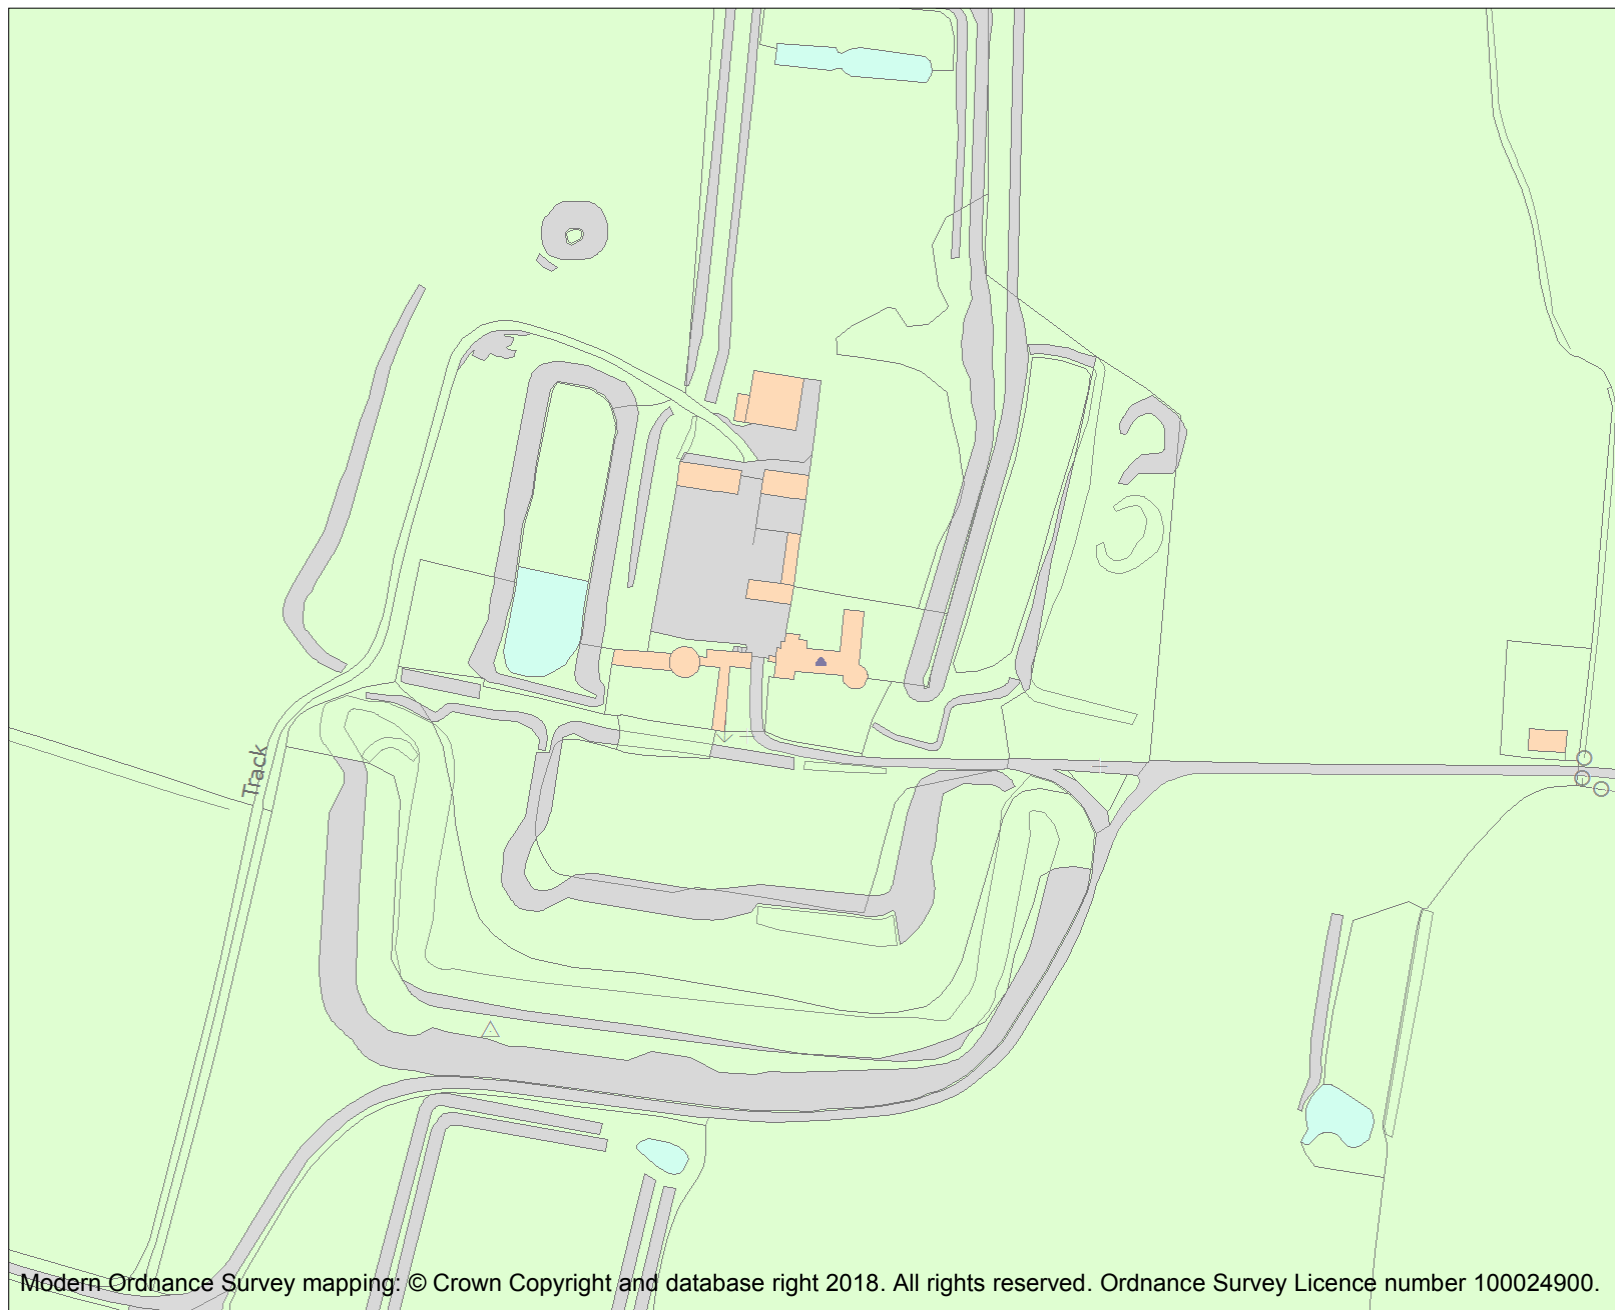 Track
Modern Ordnance Survey mapping: © Crown Copyright and database right 2018. All rights reserved. Ordnance Survey Licence number 100024900.